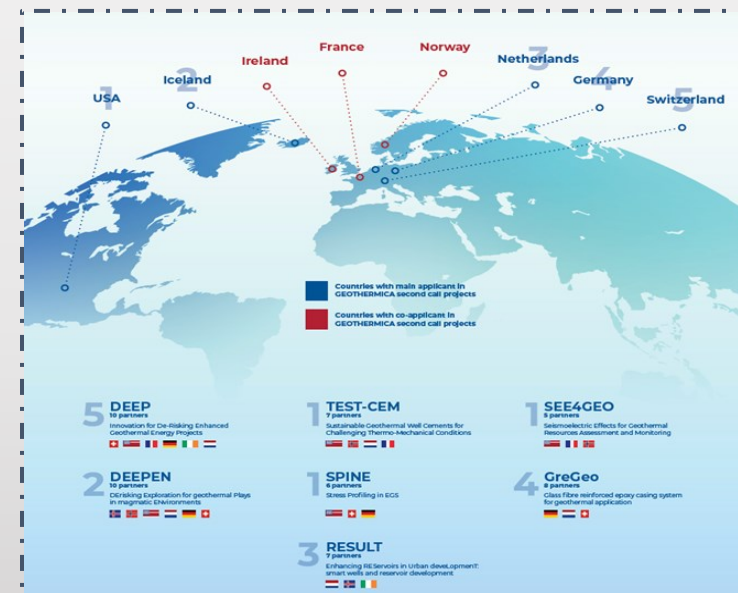 France
Norway
Ireland
Netherlands
3
Iceland
2
Germany
4
USA
1
Switzerland
5
Countries with main applicant in
GEOTHERMICA second call projects
Countries with co-applicant in
GEOTHERMICA second call projects
5 DEEP
10 partners
Innovation for De-Risking Enhanced
Geothermal Energy Projects
1 TEST-CEM
7 partners
Sustainable Geothermal Well Cements for
Challenging Thermo-Mechanical Conditions
1 SEE4GEO
5 partners
Seismoelectric Effects for Geothermal
Resources Assessment and Monitoring
2 DEEPEN
10 partners
DErisking Exploration for geothermal Plays
in magmatic ENvironments
1 SPINE
6 partners
Stress Profiling in EGS
4 GreGeo
8 partners
Glass fibre reinforced epoxy casing system
for geothermal application
3 RESULT
7 partners
Enhancing REServoirs in Urban deveLopmenT:
smart wells and reservoir development